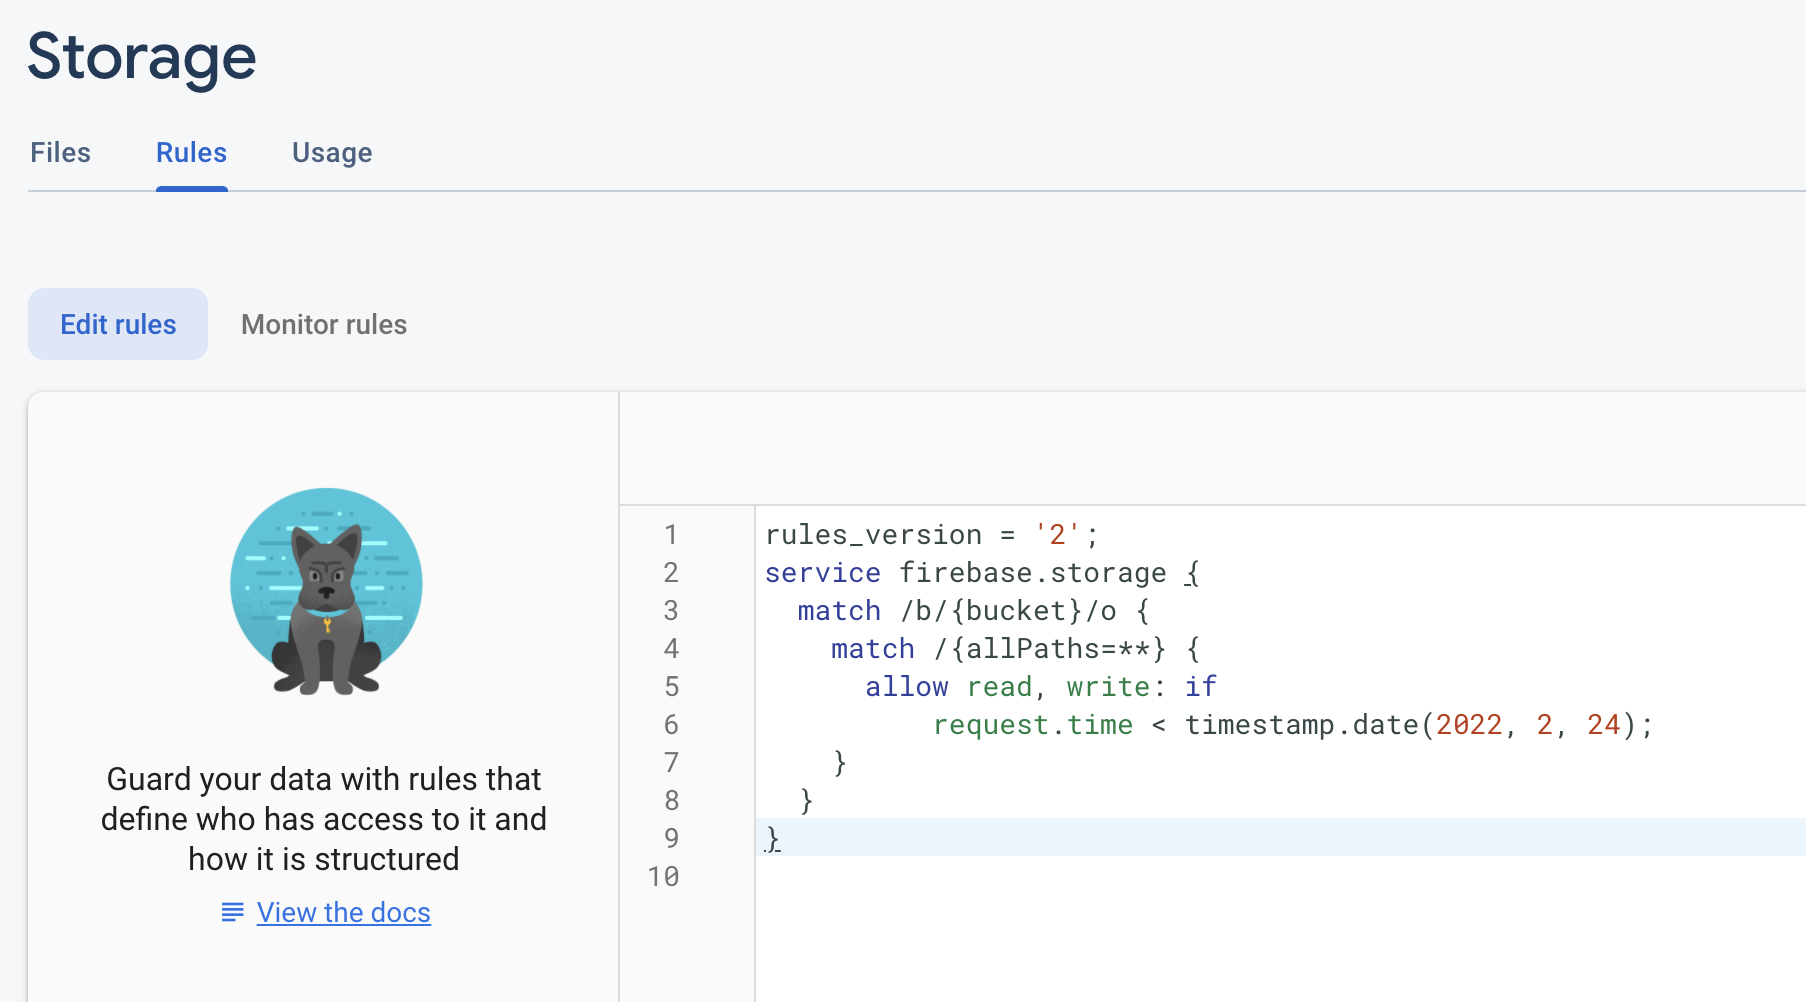 Storage
Files Rules Usage
Edit rules Monitor rules
Guard your data with rules that
define who has access to it and
how it is structured
View the docs
1 rules_version = '2';
2 service firebase.storage {
3   match /b/{bucket}/o {
4     match /{allPaths=**} {
5       allow read, write: if
6           request.time < timestamp.date(2022, 2, 24);
7     }
8   }
9 }
10